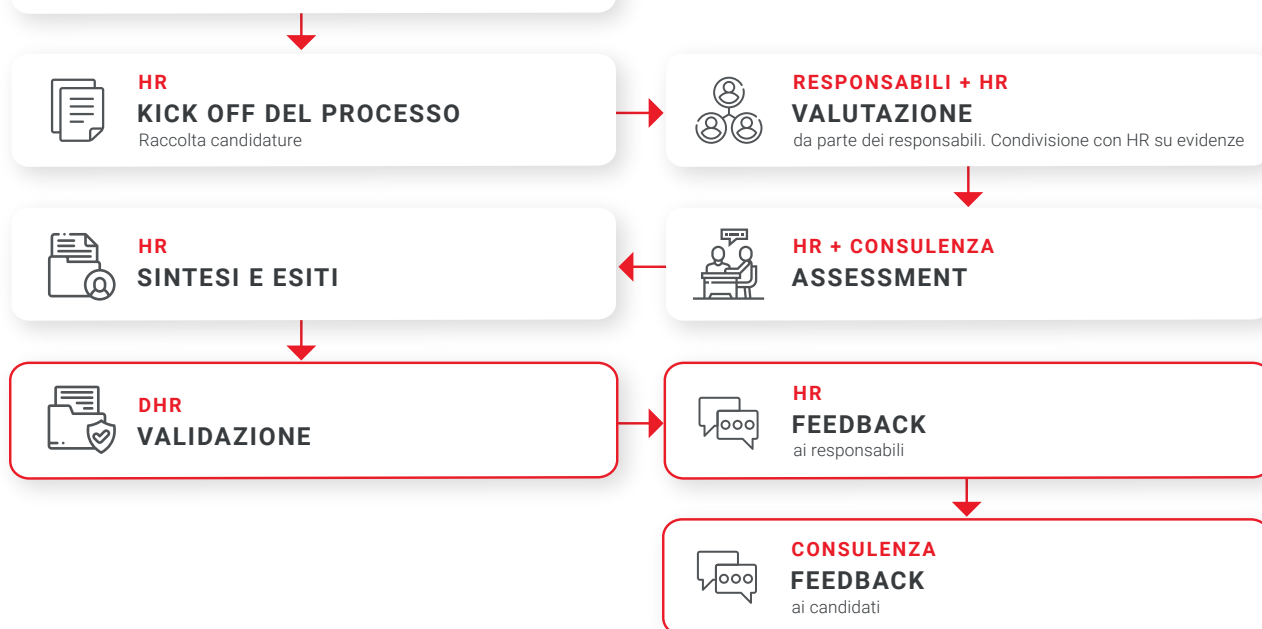 HR
KICK OFF DEL PROCESSO
Raccolta candidature
RESPONSABILI + HR
VALUTAZIONE
da parte dei responsabili. Condivisione con HR su evidenze
HR + CONSULENZA
ASSESSMENT
HR
SINTESI E ESITI
DHR
VALIDAZIONE
HR
FEEDBACK
ai responsabili
CONSULENZA
FEEDBACK
ai candidati